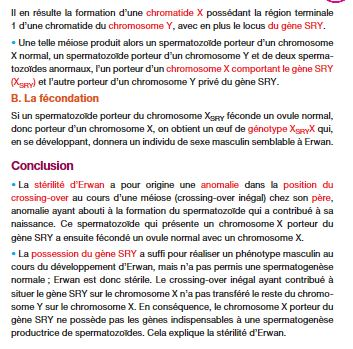 Il en résulte la formation d'une chromatide X possédant la région terminale
1 d'une chromatide du chromosome Y, avec en plus le locus du gène SRY.
• Une telle méiose produit alors un spermatozoïde porteur d'un chromosome
X normal, un spermatozoïde porteur d'un chromosome Y et de deux sperma-
tozoïdes anormaux, l'un porteur d'un chromosome X comportant le gène SRY
(XSRY) et l'autre porteur d'un chromosome Y privé du gène SRY.
B. La fécondation
Si un spermatozoïde porteur du chromosome XSRY féconde un ovule normal,
donc porteur d'un chromosome X, on obtient un œuf de génotype XSRYX qui,
en se développant, donnera un individu de sexe masculin semblable à Erwan.
Conclusion
• La stérilité d'Erwan a pour origine une anomalie dans la position du
crossing-over au cours d'une méiose (crossing-over inégal) chez son père,
anomalie ayant abouti à la formation du spermatozoïde qui a contribué à sa
naissance. Ce spermatozoïde qui présente un chromosome X porteur du
gène SRY a ensuite fécondé un ovule normal avec un chromosome X.
• La possession du gène SRY a suffi pour réaliser un phénotype masculin au
cours du développement d'Erwan, mais n'a pas permis une spermatogenèse
normale ; Erwan est donc stérile. Le crossing-over inégal ayant contribué à
situer le gène SRY sur le chromosome X n'a pas transféré le reste du chromo-
some Y sur le chromosome X. En conséquence, le chromosome X porteur du
gène SRY ne possède pas les gènes indispensables à une spermatogenèse
productrice de spermatozoïdes. Cela explique la stérilité d'Erwan.